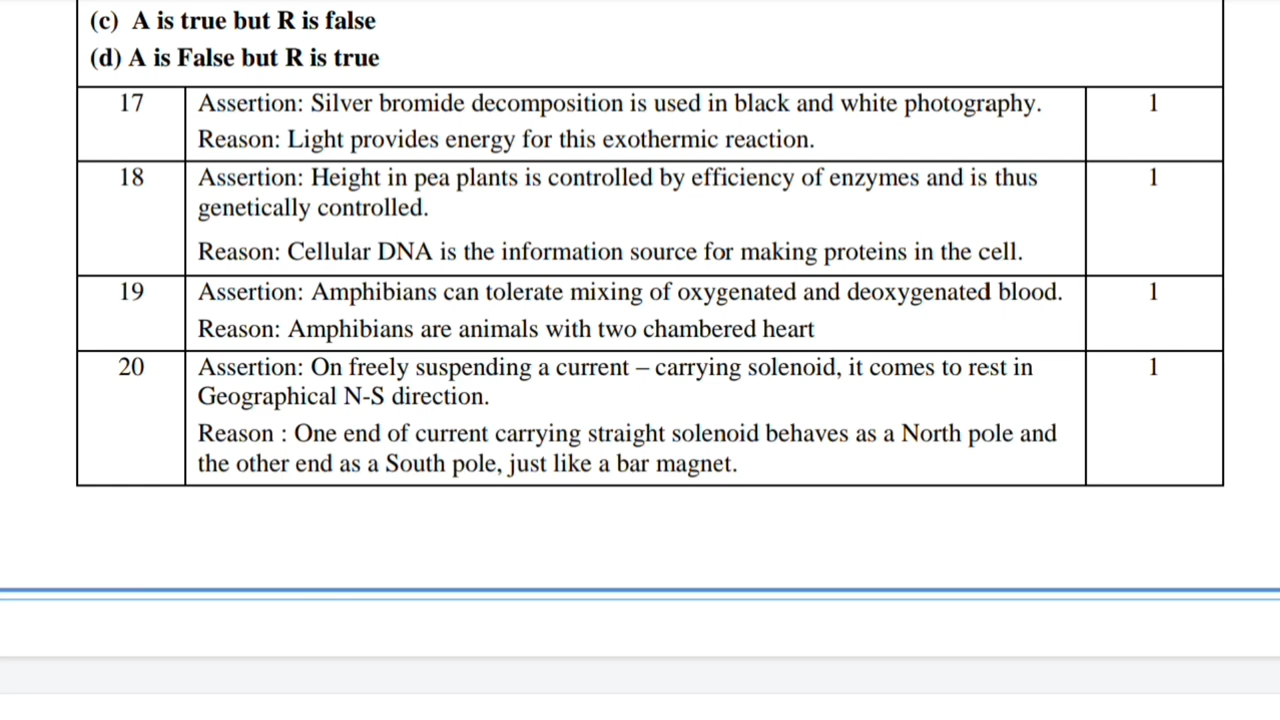 (c) A is true but R is false
(d) A is False but R is true
17 Assertion: Silver bromide decomposition is used in black and white photography. 1
Reason: Light provides energy for this exothermic reaction.
18 Assertion: Height in pea plants is controlled by efficiency of enzymes and is thus 1
genetically controlled.
Reason: Cellular DNA is the information source for making proteins in the cell.
19 Assertion: Amphibians can tolerate mixing of oxygenated and deoxygenated blood. 1
Reason: Amphibians are animals with two chambered heart
20 Assertion: On freely suspending a current – carrying solenoid, it comes to rest in 1
Geographical N-S direction.
Reason : One end of current carrying straight solenoid behaves as a North pole and
the other end as a South pole, just like a bar magnet.